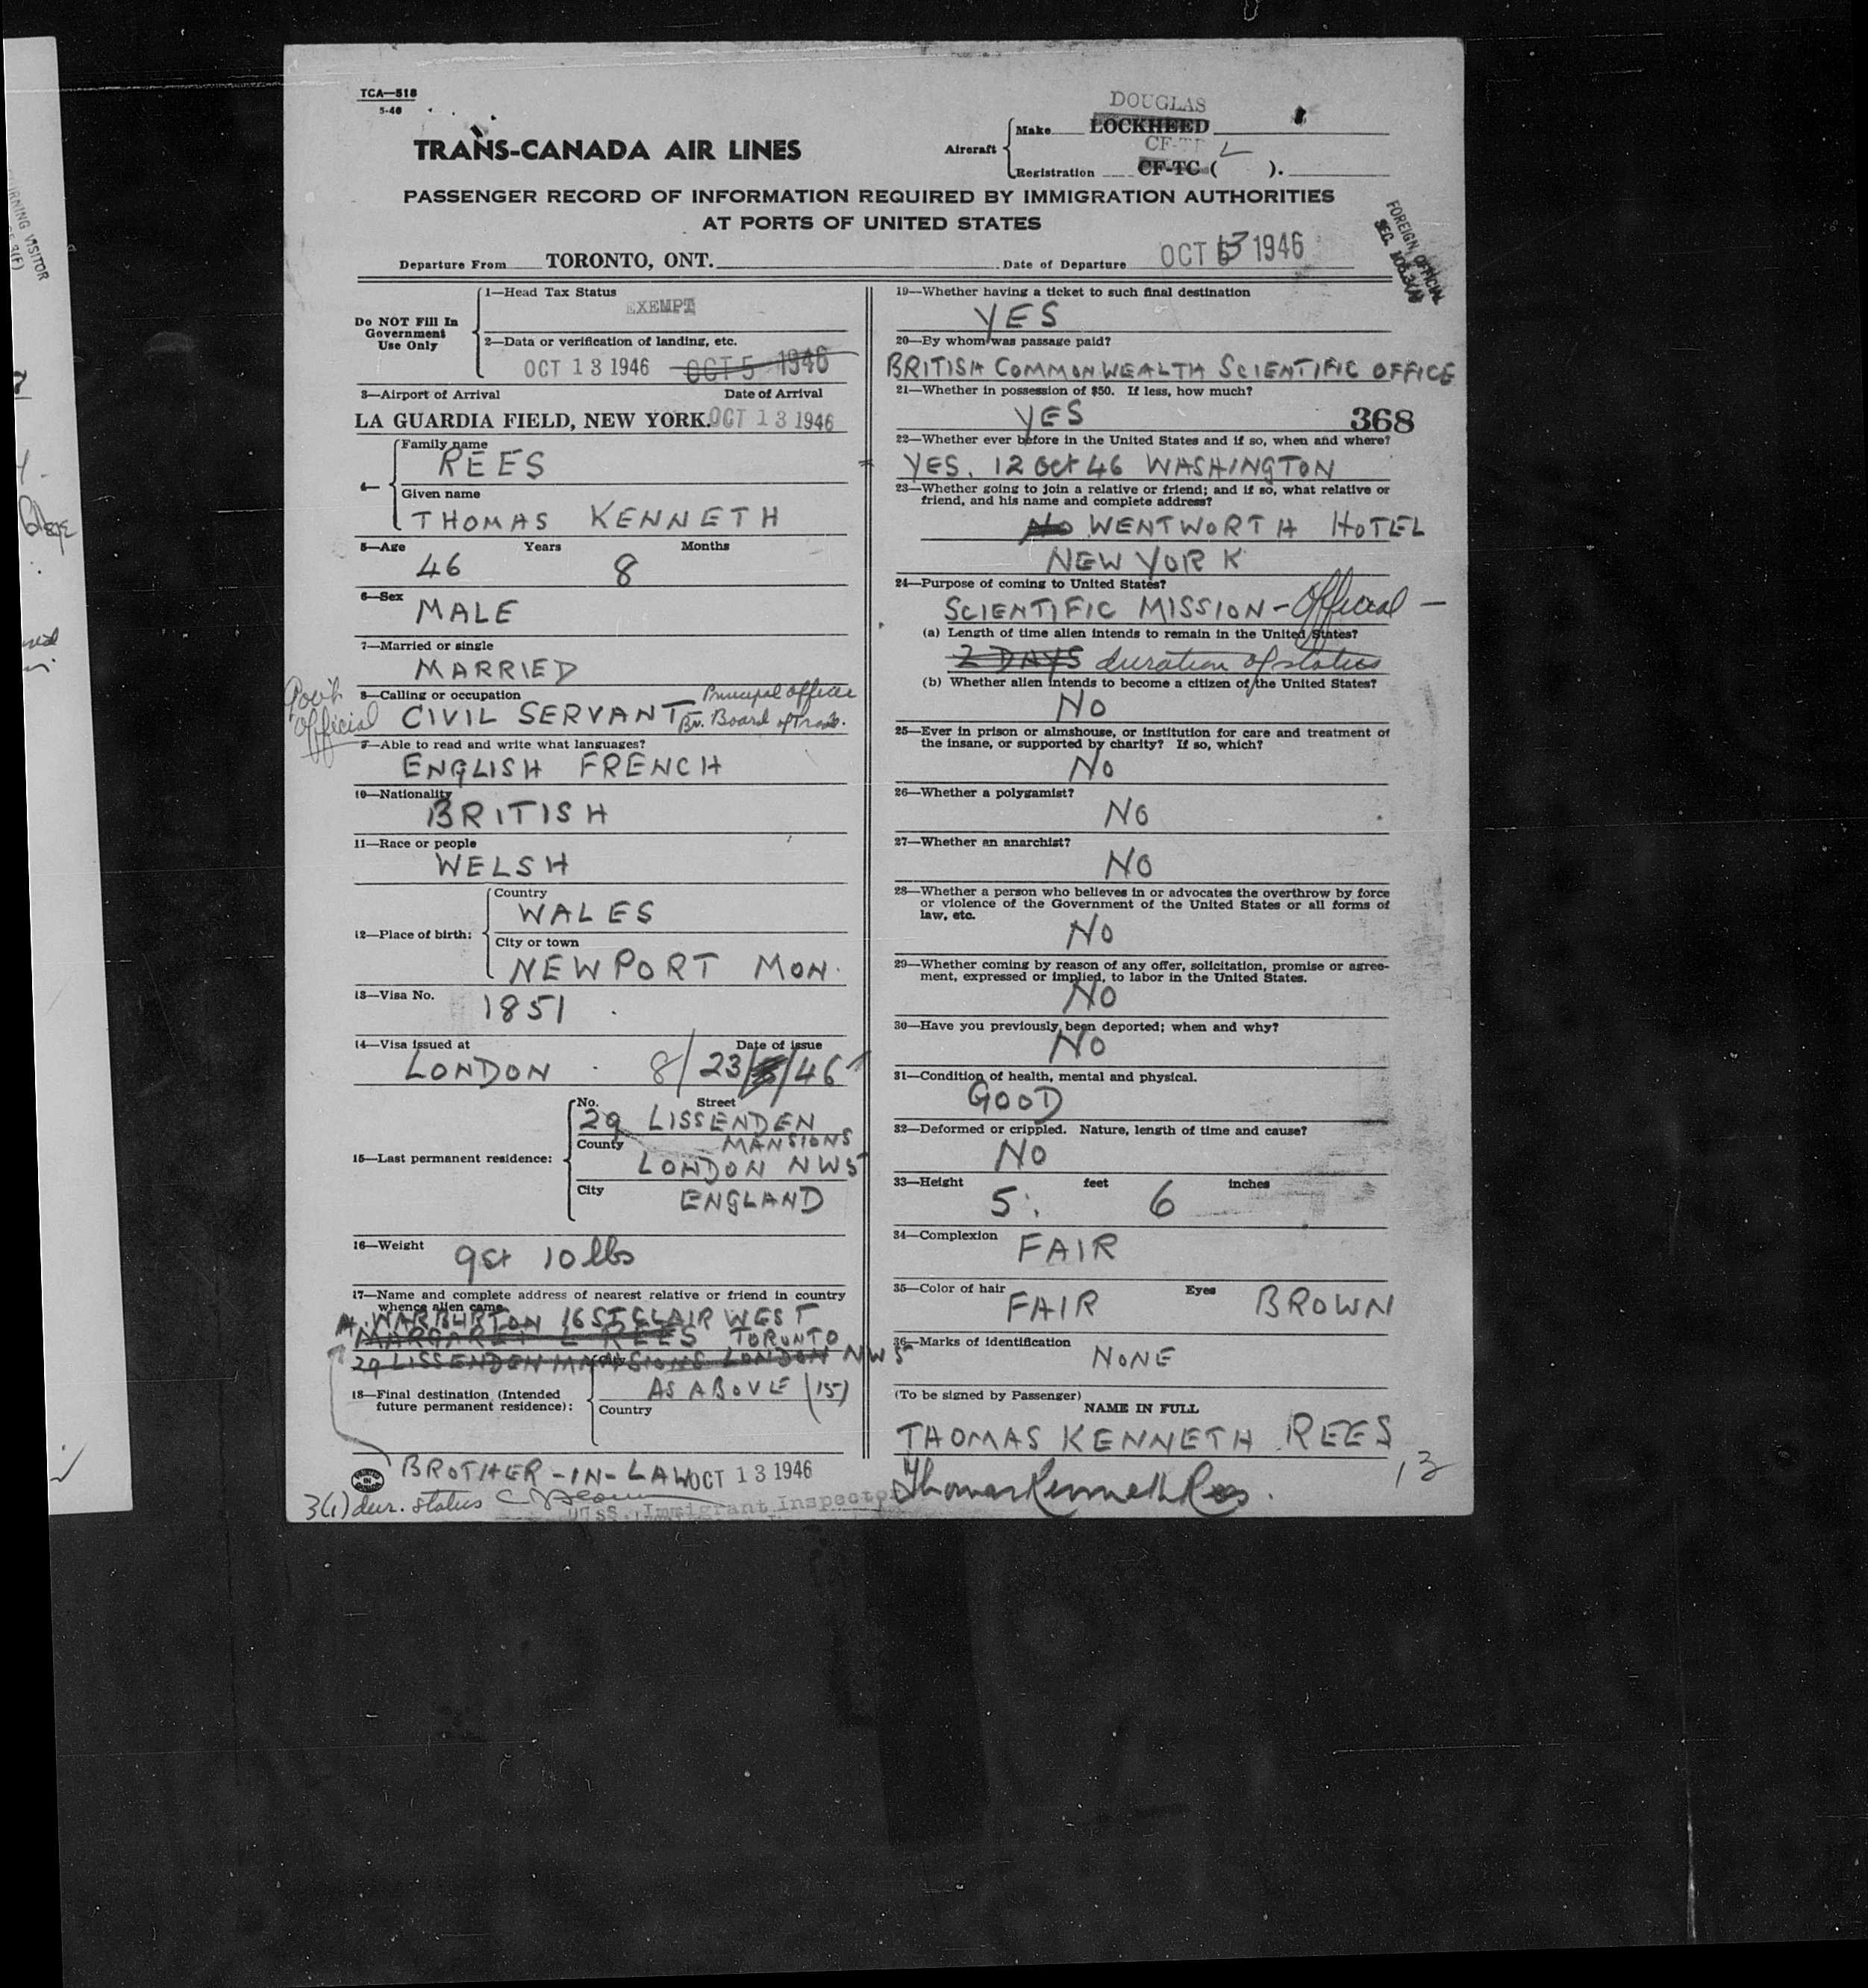 TCA—518
5-46
DOUGLAS
TRANS-CANADA AIR LINES
Aircraft
Make LOCKHEED
CF-T
Registration CF-TC ( L ).
PASSENGER RECORD OF INFORMATION REQUIRED BY IMMIGRATION AUTHORITIES
AT PORTS OF UNITED STATES
FOREIGN OFFICIAL
Departure From TORONTO, ONT. Date of Departure OCT 13 1946
Do NOT Fill In
Government
Use Only
1—Head Tax Status
EXEMPT
2—Data or verification of landing, etc.
OCT 13 1946 OCT 5 1946
3—Airport of Arrival Date of Arrival
LA GUARDIA FIELD, NEW YORK. OCT 13 1946
4—
Family name
REES
Given name
THOMAS KENNETH
5—Age Years Months
46 8
6—Sex
MALE
7—Married or single
MARRIED
Gov't
Official
8—Calling or occupation Principal Officer
CIVIL SERVANT— Br. Board of Trade.
9—Able to read and write what languages?
ENGLISH FRENCH
10—Nationality
BRITISH
11—Race or people
WELSH
12—Place of birth:
Country
WALES
City or town
NEWPORT MON.
13—Visa No.
1851
14—Visa issued at Date of issue
LONDON 8/23/46
15—Last permanent residence:
No. Street
29 LISSENDEN
County MANSIONS
LONDON NW5
City
ENGLAND
16—Weight
9st 10 lbs
17—Name and complete address of nearest relative or friend in country
whence alien came
A. WARBURTON 16 ST CLAIR WEST
MARGARET L REES TORONTO
29 LISSENDEN MANSIONS LONDON NW5
City
18—Final destination (Intended
future permanent residence):
AS ABOVE (15)
Country
BROTHER-IN-LAW OCT 13 1946
3(1) dur. status
Immigrant Inspector
19—Whether having a ticket to such final destination
YES
20—By whom was passage paid?
BRITISH COMMONWEALTH SCIENTIFIC OFFICE
21—Whether in possession of $50. If less, how much?
YES 368
22—Whether ever before in the United States and if so, when and where?
YES. 12 Oct 46 WASHINGTON
23—Whether going to join a relative or friend; and if so, what relative or
friend, and his name and complete address?
No WENTWORTH HOTEL
NEW YORK
24—Purpose of coming to United States?
SCIENTIFIC MISSION - Official —
(a) Length of time alien intends to remain in the United States?
2 DAYS duration of status
(b) Whether alien intends to become a citizen of the United States?
No
25—Ever in prison or almshouse, or institution for care and treatment of
the insane, or supported by charity? If so, which?
No
26—Whether a polygamist?
No
27—Whether an anarchist?
No
28—Whether a person who believes in or advocates the overthrow by force
or violence of the Government of the United States or all forms of
law, etc.
No
29—Whether coming by reason of any offer, solicitation, promise or agree-
ment, expressed or implied, to labor in the United States.
No
30—Have you previously been deported; when and why?
No
31—Condition of health, mental and physical.
GOOD
32—Deformed or crippled. Nature, length of time and cause?
No
33—Height feet inches
5: 6
34—Complexion
FAIR
35—Color of hair Eyes
FAIR BROWN
36—Marks of identification
NONE
(To be signed by Passenger)
NAME IN FULL
THOMAS KENNETH REES
Thomas Kenneth Rees.
13